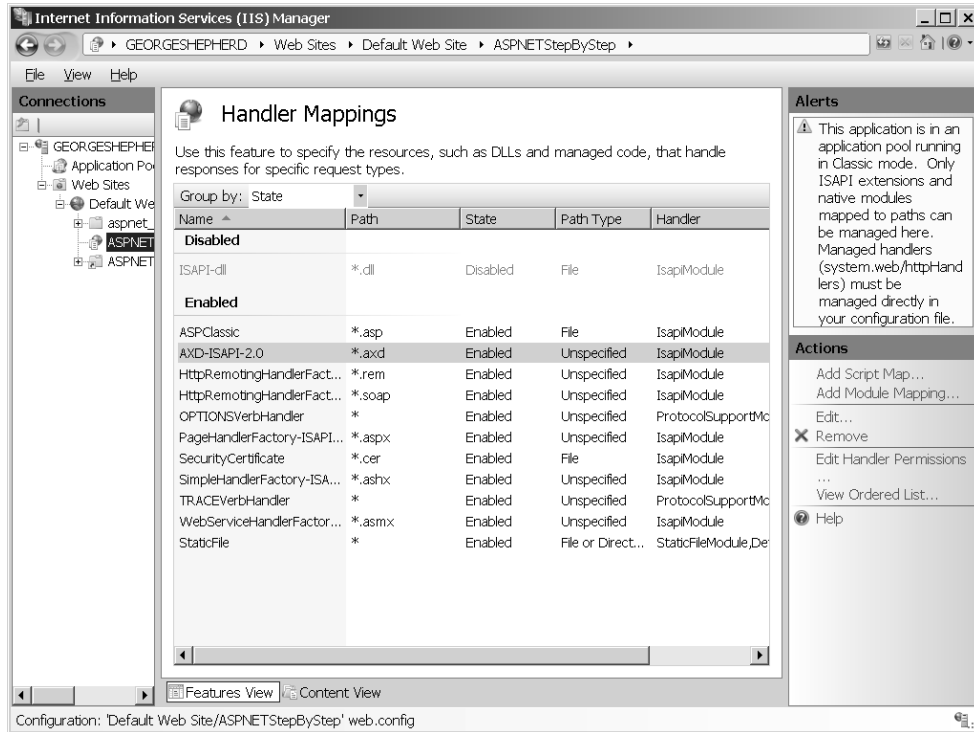 Internet Information Services (IIS) Manager
GEORGESHEPHERD Web Sites Default Web Site ASPNETStepByStep
File View Help
Connections
GEORGESHEPHER
Application Poo
Web Sites
Default We
aspnet_
ASPNET
ASPNET
Handler Mappings
Use this feature to specify the resources, such as DLLs and managed code, that handle
responses for specific request types.
Group by: State
Name Path State Path Type Handler
Disabled
ISAPI-dll *.dll Disabled File IsapiModule
Enabled
ASPClassic *.asp Enabled File IsapiModule
AXD-ISAPI-2.0 *.axd Enabled Unspecified IsapiModule
HttpRemotingHandlerFact... *.rem Enabled Unspecified IsapiModule
HttpRemotingHandlerFact... *.soap Enabled Unspecified IsapiModule
OPTIONSVerbHandler * Enabled Unspecified ProtocolSupportMo
PageHandlerFactory-ISAPI... *.aspx Enabled Unspecified IsapiModule
SecurityCertificate *.cer Enabled File IsapiModule
SimpleHandlerFactory-ISA... *.ashx Enabled Unspecified IsapiModule
TRACEVerbHandler * Enabled Unspecified ProtocolSupportMo
WebServiceHandlerFactor... *.asmx Enabled Unspecified IsapiModule
StaticFile * Enabled File or Direct... StaticFileModule,De
Features View Content View
Alerts
This application is in an
application pool running
in Classic mode. Only
ISAPI extensions and
native modules
mapped to paths can
be managed here.
Managed handlers
(system.web/httpHand
lers) must be
managed directly in
your configuration file.
Actions
Add Script Map...
Add Module Mapping...
Edit...
Remove
Edit Handler Permissions
...
View Ordered List...
Help
Configuration: 'Default Web Site/ASPNETStepByStep' web.config